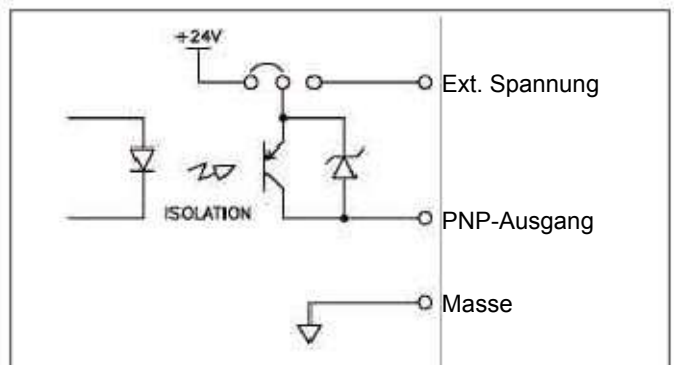 +24V
Ext. Spannung
ISOLATION
PNP-Ausgang
Masse